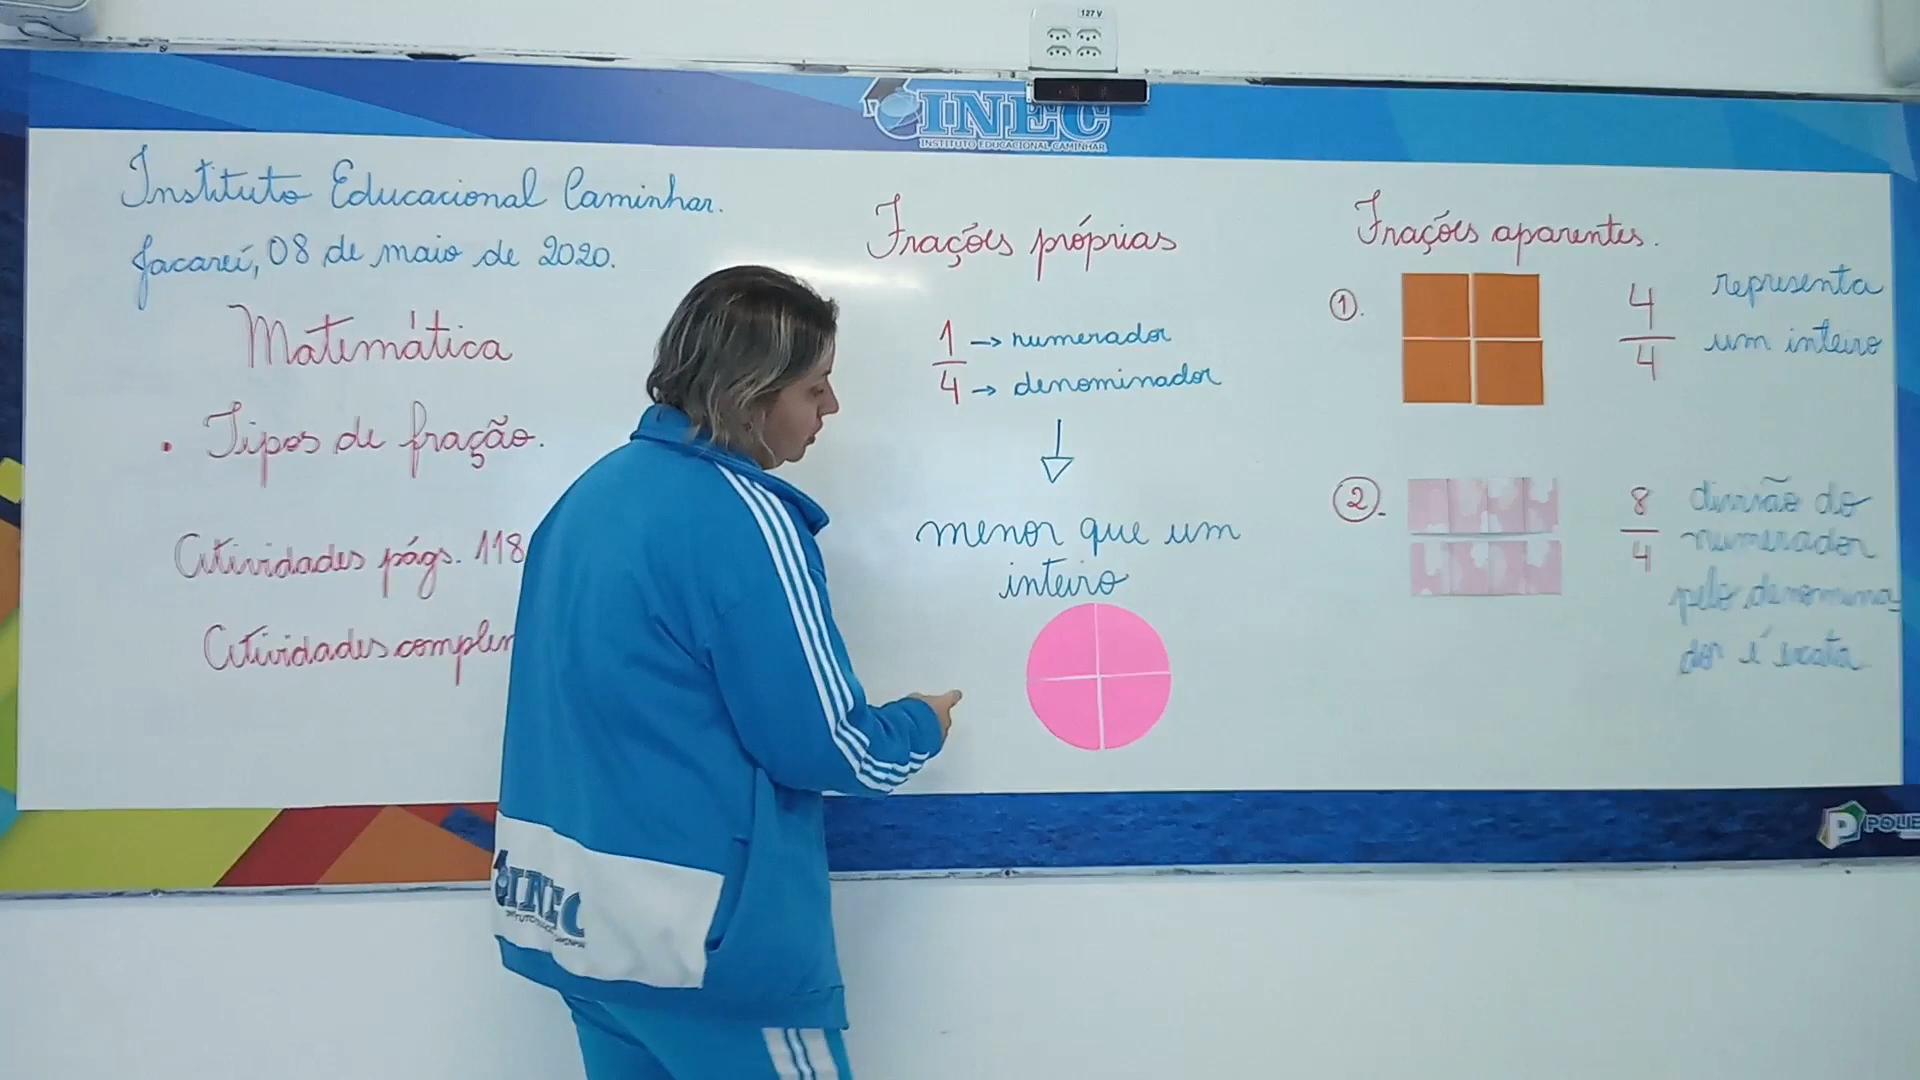 127 V
INEC
INSTITUTO EDUCACIONAL CAMINHAR
Instituto Educacional Caminhar.
Jacareí, 08 de maio de 2020.
Matemática
• Tipos de fração.
Atividades págs. 118
Atividades complem
Frações próprias
1 → numerador
4 → denominador
menor que um
inteiro
Frações aparentes.
1.
4
4
representa
um inteiro
2.
8
4
divisão do
numerador
pelo denomina
dor é exata
POLIE
INEC